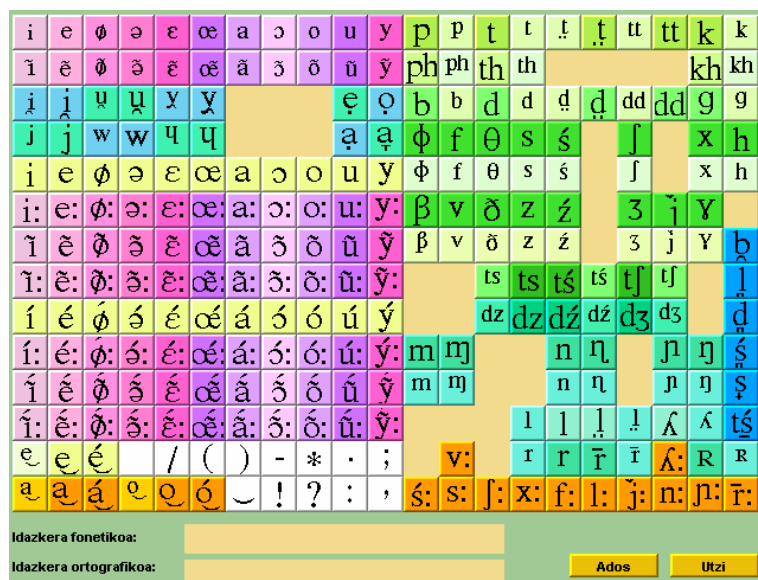 i e ø ə ɛ œ a ɔ o u y p p t t ṭ ṭ̈ tt tt k k
ĩ ẽ ø̃ ə̃ ɛ̃ œ̃ ã ɔ̃ õ ũ ỹ ph ph th th kh kh
i̯ i̯ u̯ u̯ y y̯ ẹ ọ b b d d d̤ d̤ dd dd g g
j j w w ɥ ɥ ạ ɸ f θ s ś ʃ x h
i e ø ə ɛ œ a ɔ o u y ɸ f θ s ś ʃ x h
i: e: ø: ə: ɛ: œ: a: ɔ: o: u: y: β v ð z ź ʒ ǰ ɣ
ĩ ẽ ø̃ ə̃ ɛ̃ œ̃ ã ɔ̃ õ ũ ỹ β v ð z ź ʒ ǰ ɣ
ĩ: ẽ: ø̃: ə̃: ɛ̃: œ̃: ã: ɔ̃: õ: ũ: ỹ: ts ts tś tś tʃ tʃ
í é ǿ ə́ ɛ́ œ́ á ɔ́ ó ú ý dz dz dź dź dʒ dʒ
í: é: ǿ: ə́: ɛ́: œ́: á: ɔ́: ó: ú: ý: m ɱ n ɳ ɲ ŋ
ĩ́ ẽ́ ø̃́ ə̃́ ɛ̃́ œ̃́ ã́ ɔ̃́ ṍ ṹ ỹ m ɱ n ɳ ɲ ŋ
ĩ́: ẽ́: ø̃́: ə̃́: ɛ̃́: œ̃́: ã́: ɔ̃́: ṍ: ṹ: ỹ: l l ʎ ʎ tś̱
e͜ e͜ é͜ / ( ) - * · ; v: r r r̄ r̄ ʎ: ʀ ʀ
a͜ a͜ á͜ o͜ o͜ ó͜ ‿ ! ? : , ś: s: ʃ: x: f: l: ǰ: n: ɲ: r̄:
Idazkera fonetikoa:
Idazkera ortografikoa: Ados Utzi